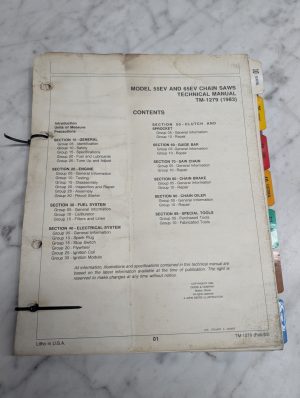 MODEL 55EV AND 65EV CHAIN SAWS
TECHNICAL MANUAL
TM-1279 (1983)
CONTENTS
Introduction
Units of Measure
Precautions
SECTION 10 -GENERAL
Group 05 - Identification
Group 10 - Safety
Group 15 - Specifications
Group 20 - Fuel and Lubricants
Group 25 - Tune Up and Adjust
SECTION 20 -ENGINE
Group 05 - General Information
Group 10 - Testing
Group 15 - Disassembly
Group 20 - Inspection and Repair
Group 25 - Assembly
Group 30 - Recoil Starter
SECTION 30 - FUEL SYSTEM
Group 05 - General Information
Group 10 - Carburetor
Group 15 - Filters and Lines
SECTION 40 - ELECTRICAL SYSTEM
Group 05 - General Information
Group 10 - Spark Plug
Group 15 - Stop Switch
Group 20 - Flywheel
Group 25 - Ignition Coil
Group 30 - Ignition Module
SECTION 50 - CLUTCH AND
SPROCKET
Group 05 - General Information
Group 10 - Repair
SECTION 60 - GUIDE BAR
Group 05 - General Information
Group 10 - Repair
SECTION 70 - SAW CHAIN
Group 05 - General Information
Group 10 - Repair
SECTION 80 - CHAIN BRAKE
Group 05 - General Information
Group 10 - Repair
SECTION 90 - CHAIN OILER
Group 05 - General Information
Group 10 - Repair
SECTION 95 - SPECIAL TOOLS
Group 05 - Purchased Tools
Group 10 - Fabrication Tools
All information, illustrations and specifications contained in this technical manual are
based on the latest information available at the time of publication. The right is
reserved to make changes at any time without notice.
Litho in U.S.A.
01